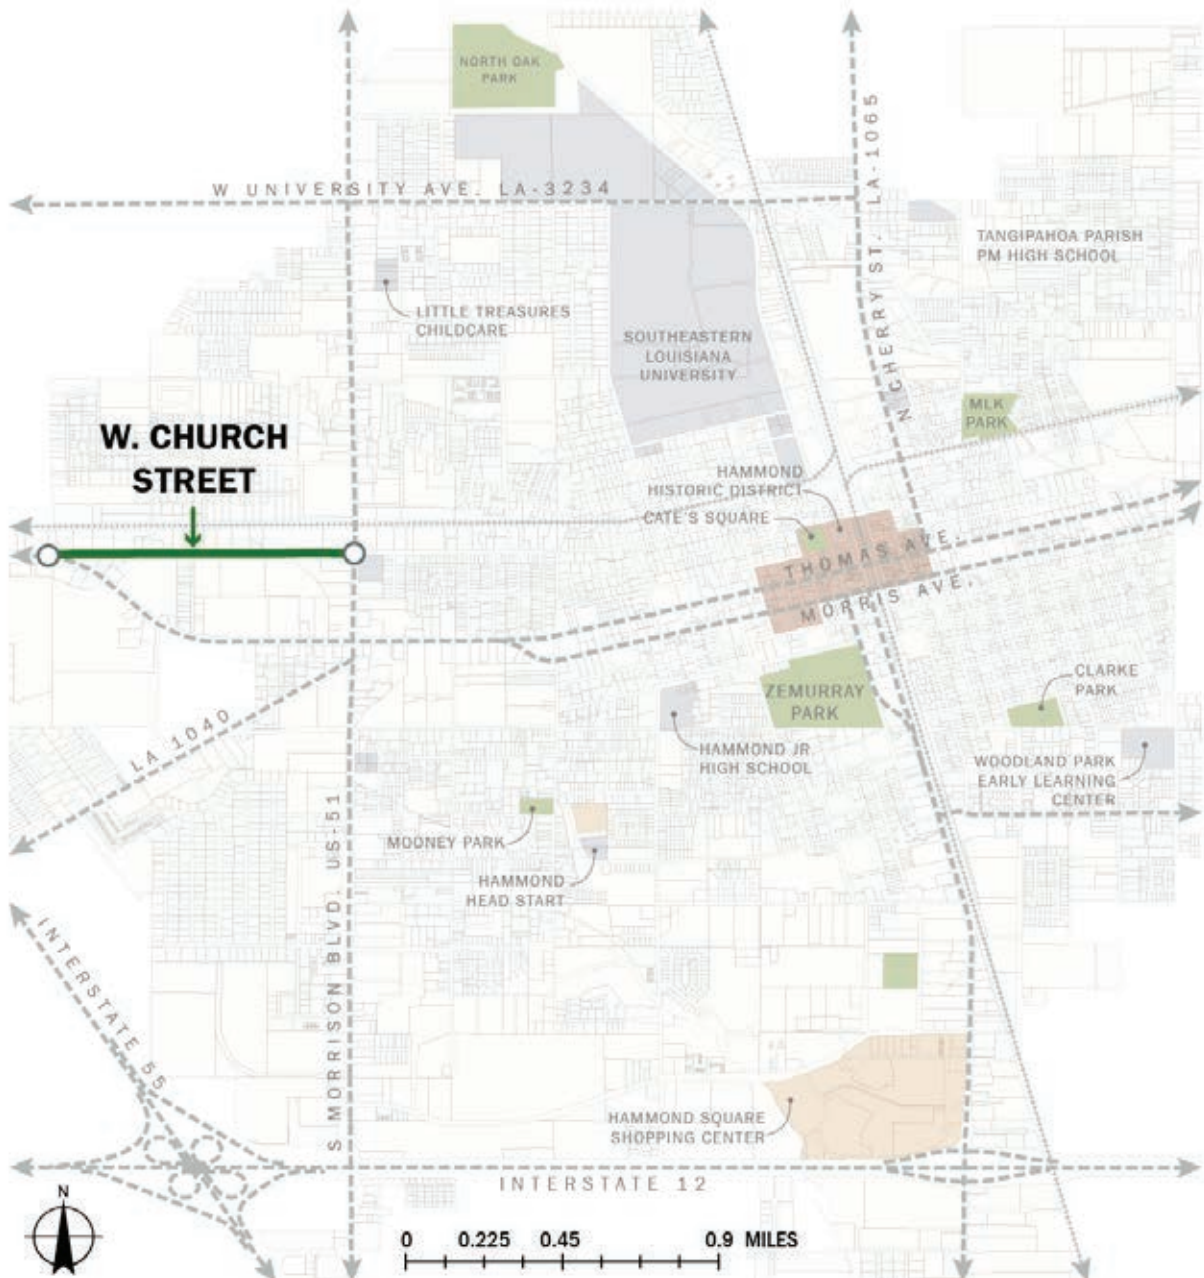 NORTH OAK
PARK
W UNIVERSITY AVE. LA-3234
N CHERRY ST. LA-1065
TANGIPAHOA PARISH
PM HIGH SCHOOL
LITTLE TREASURES
CHILDCARE
SOUTHEASTERN
LOUISIANA
UNIVERSITY
MLK
PARK
W. CHURCH
STREET
HAMMOND
HISTORIC DISTRICT
CATE'S SQUARE
THOMAS AVE.
MORRIS AVE.
ZEMURRAY
PARK
CLARKE
PARK
LA 1040
HAMMOND JR.
HIGH SCHOOL
WOODLAND PARK
EARLY LEARNING
CENTER
MOONEY PARK
HAMMOND
HEAD START
S MORRISON BLVD. US-51
INTERSTATE 55
HAMMOND SQUARE
SHOPPING CENTER
INTERSTATE 12
N
0 0.225 0.45 0.9 MILES